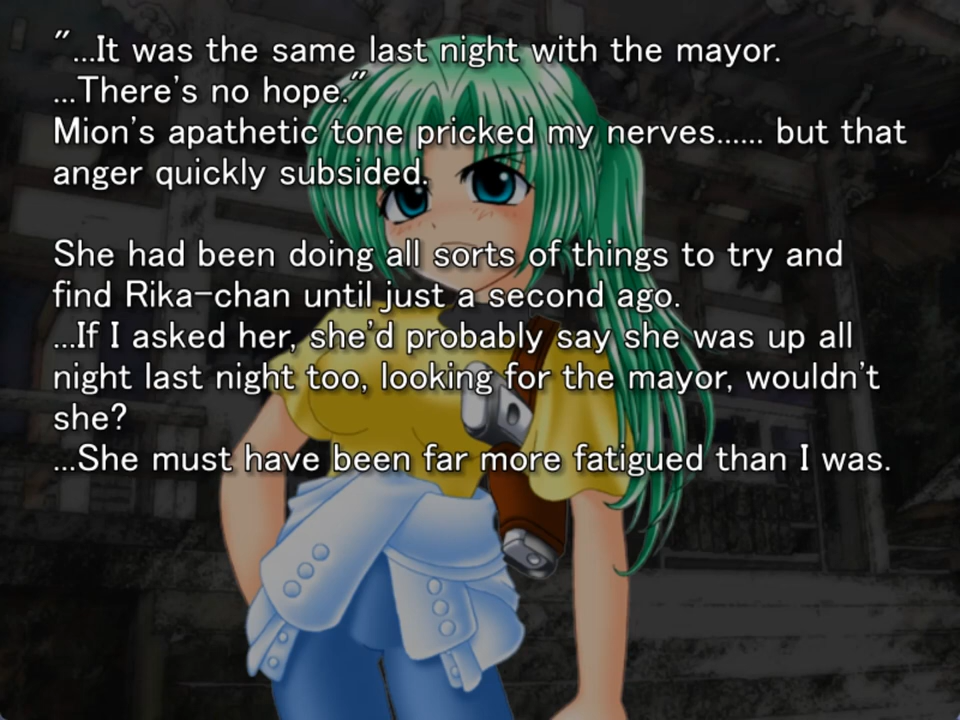 "...It was the same last night with the mayor.
...There's no hope."
Mion's apathetic tone pricked my nerves...... but that
anger quickly subsided.
She had been doing all sorts of things to try and
find Rika-chan until just a second ago.
...If I asked her, she'd probably say she was up all
night last night too, looking for the mayor, wouldn't
she?
...She must have been far more fatigued than I was.